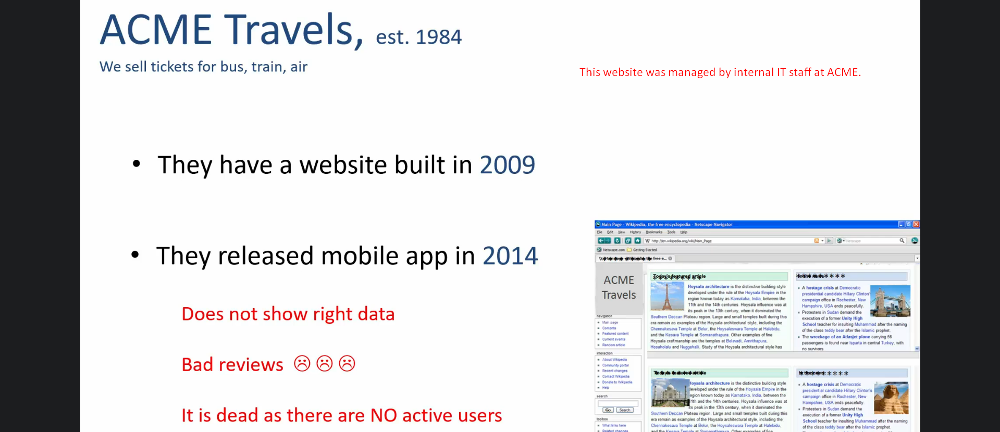 ACME Travels, est. 1984
We sell tickets for bus, train, air
This website was managed by internal IT staff at ACME.
• They have a website built in 2009
• They released mobile app in 2014
Does not show right data
Bad reviews ☹ ☹ ☹
It is dead as there are NO active users
Main Page - Wikipedia, the free encyclopedia - Netscape Navigator
File Edit View History Bookmarks Tools Help
http://en.wikipedia.org/wiki/Main_Page
Netscape
Netscape.com Getting Started
ACME
Travels
navigation
Main page
Contents
Featured content
Current events
Random article
interaction
About Wikipedia
Community portal
Recent changes
Contact Wikipedia
Donate to Wikipedia
Help
search
Go Search
toolbox
What links here
Related changes
Today's featured article
Hoysala architecture is the distinctive building style
developed under the rule of the Hoysala Empire in the
region known today as Karnataka, India, between the
11th and the 14th centuries. Hoysala influence was at
its peak in the 13th century, when it dominated the
Southern Deccan Plateau region. Large and small temples built during this
era remain as examples of the Hoysala architectural style, including the
Chennakesava Temple at Belur, the Hoysaleswara Temple at Halebidu,
and the Kesava Temple at Somanathapura. Other examples of fine
Hoysala craftmanship are the temples at Belavadi, Amrithapura,
Hosaholalu and Nuggehalli. Study of the Hoysala architectural style has
A hostage crisis at Democratic
presidential candidate Hillary Clinton's
campaign office in Rochester, New
Hampshire, USA ends peacefully.
Protesters in Sudan demand the
execution of a former Unity High
School teacher for insulting Muhammad after the naming
of the class teddy bear after the Islamic prophet.
The wreckage of an Atlasjet plane carrying 56
passengers is found near Isparta in central Turkey, with
no survivors.
Today's featured article
Hoysala architecture is the distinctive building style
developed under the rule of the Hoysala Empire in the
region known today as Karnataka, India, between the
11th and the 14th centuries. Hoysala influence was at
its peak in the 13th century, when it dominated the
Southern Deccan Plateau region. Large and small temples built during this
era remain as examples of the Hoysala architectural style, including the
Chennakesava Temple at Belur, the Hoysaleswara Temple at Halebidu,
and the Kesava Temple at Somanathapura. Other examples of fine
A hostage crisis at Democratic
presidential candidate Hillary Clinton's
campaign office in Rochester, New
Hampshire, USA ends peacefully.
Protesters in Sudan demand the
execution of a former Unity High
School teacher for insulting Muhammad after the naming
of the class teddy bear after the Islamic prophet.